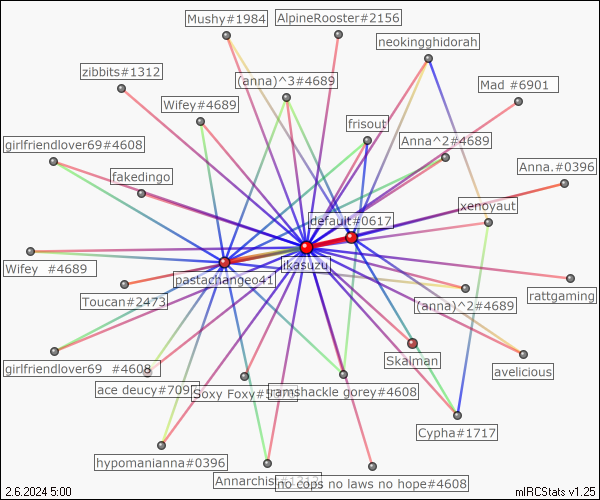 Mushy#1984
AlpineRooster#2156
neokingghidorah
zibbits#1312
(anna)^3#4689
Mad #6901
Wifey#4689
frisout
girlfriendlover69#4608
Anna^2#4689
fakedingo
Anna.#0396
xenoyaut
default#0617
Wifey #4689
ikasuzu
pastachangeo41
Toucan#2473
(anna)^2#4689
rattgaming
Skalman
girlfriendlover69 #4608
avelicious
ace deucy#709
Soxy Foxy
ramshackle gorey#4608
Cypha#1717
hypomanianna#0396
Annarchist
no cops no laws no hope#4608
2.6.2024 5:00
mIRCStats v1.25